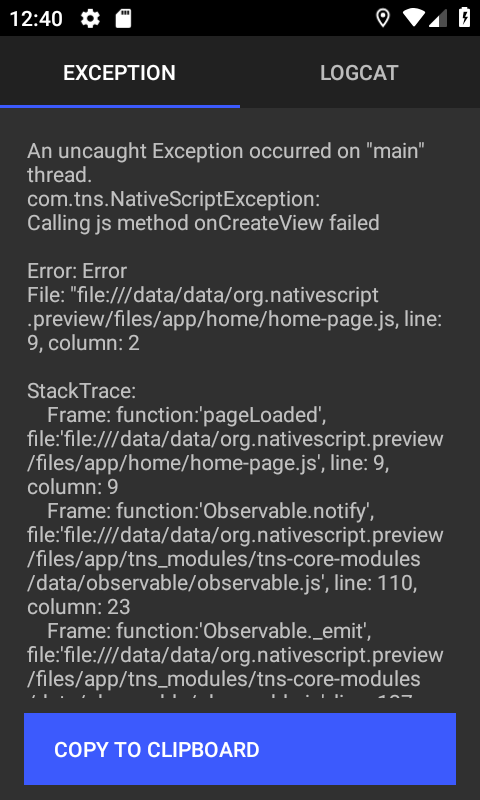 12:40
EXCEPTION
LOGCAT
An uncaught Exception occurred on "main"
thread.
com.tns.NativeScriptException:
Calling js method onCreateView failed
Error: Error
File: "file:///data/data/org.nativescript
.preview/files/app/home/home-page.js, line:
9, column: 2
StackTrace:
Frame: function:'pageLoaded',
file:'file:///data/data/org.nativescript.preview
/files/app/home/home-page.js', line: 9,
column: 9
Frame: function:'Observable.notify',
file:'file:///data/data/org.nativescript.preview
/files/app/tns_modules/tns-core-modules
/data/observable/observable.js', line: 110,
column: 23
Frame: function:'Observable._emit',
file:'file:///data/data/org.nativescript.preview
/files/app/tns_modules/tns-core-modules
COPY TO CLIPBOARD